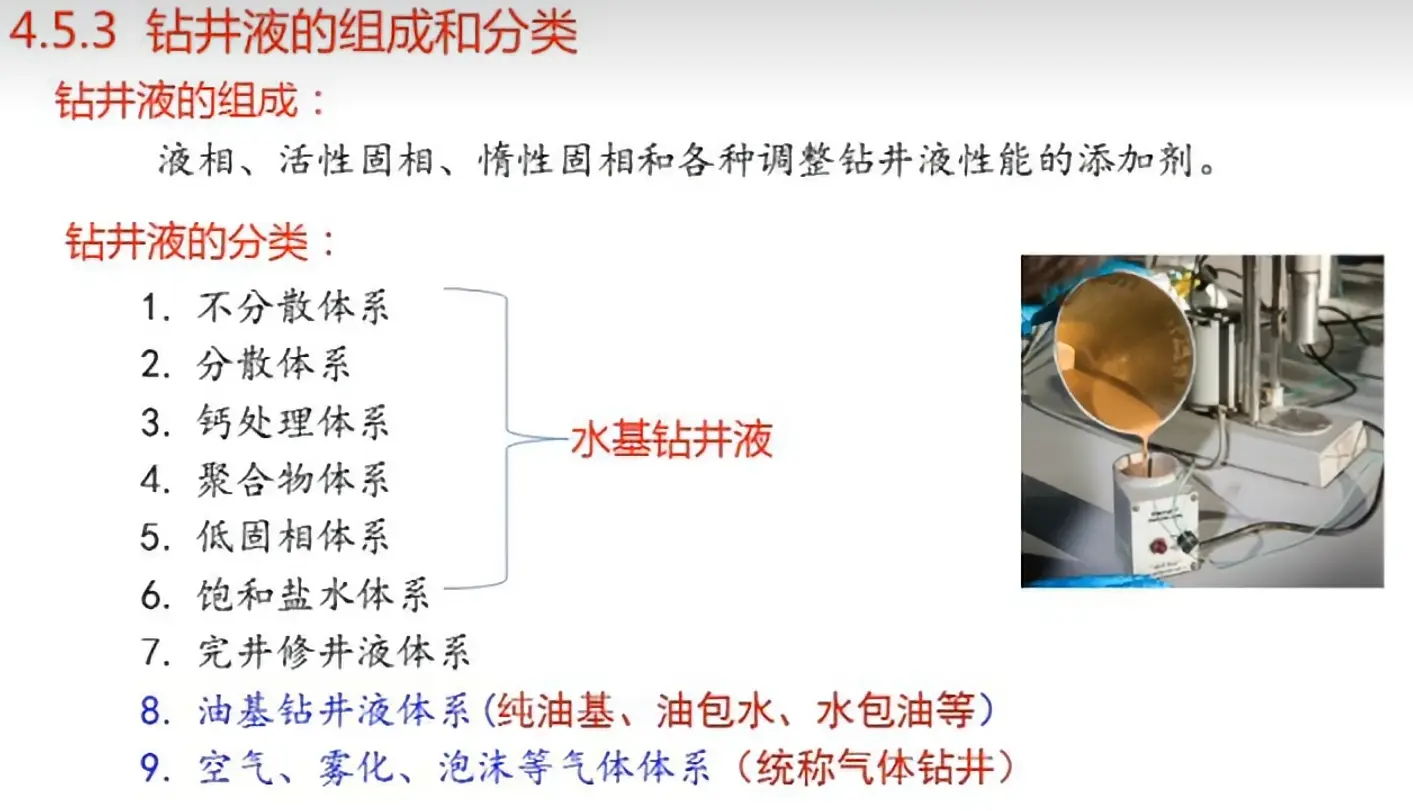 4.5.3 钻井液的组成和分类
钻井液的组成：
液相、活性固相、惰性固相和各种调整钻井液性能的添加剂。
钻井液的分类：
1. 不分散体系
2. 分散体系
3. 钙处理体系
4. 聚合物体系
5. 低固相体系
6. 饱和盐水体系
水基钻井液
7. 完井修井液体系
8. 油基钻井液体系(纯油基、油包水、水包油等）
9. 空气、雾化、泡沫等气体体系（统称气体钻井）